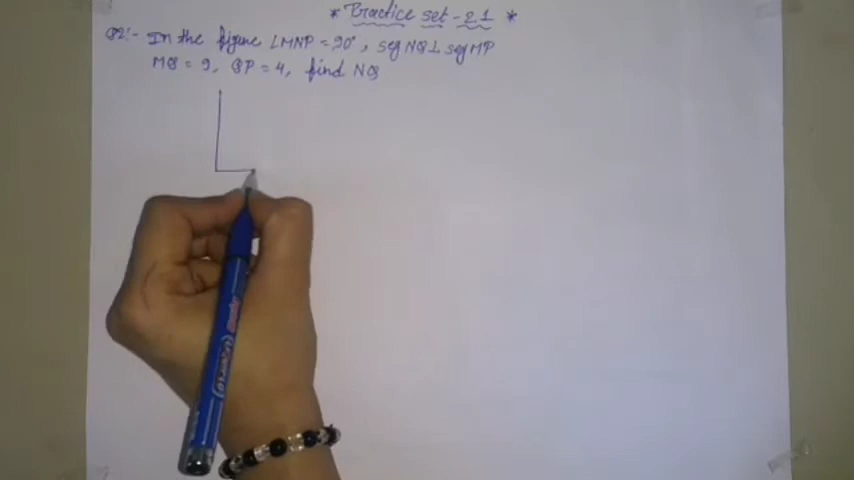 * Practice set - 2.1 *
Q2:- In the figure ∠MNP = 90°, seg NQ ⊥ seg MP
MQ = 9, QP = 4, find NQ